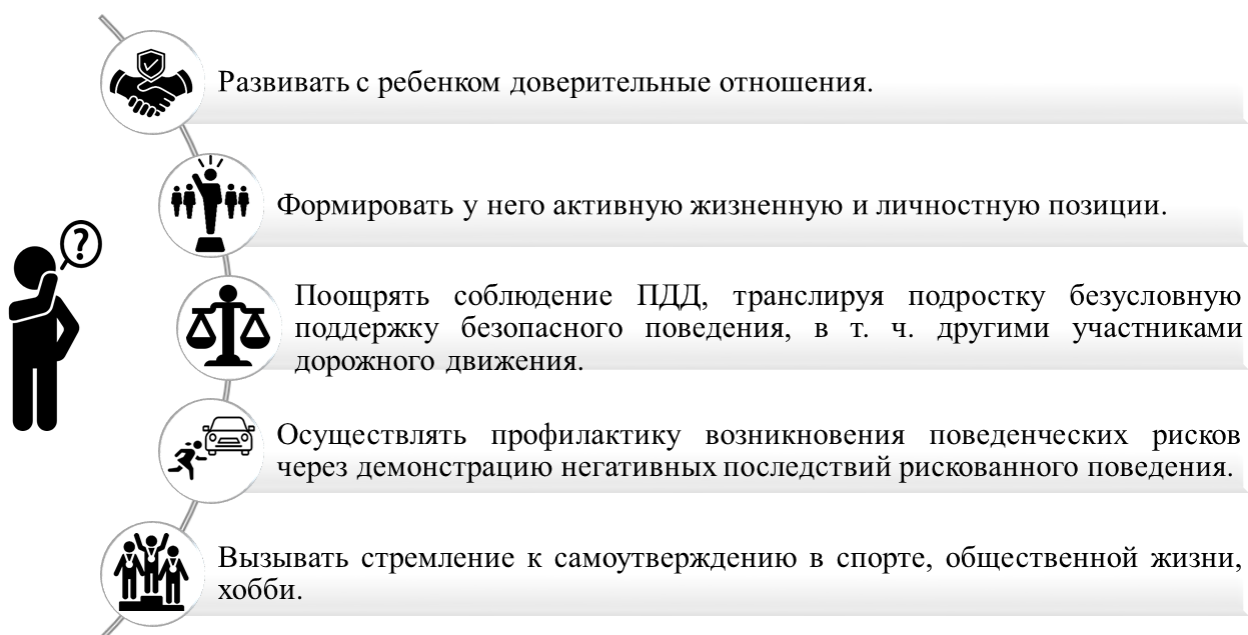 Развивать с ребенком доверительные отношения.
?
Формировать у него активную жизненную и личностную позиции.
Поощрять соблюдение ПДД, транслируя подростку безусловную
поддержку безопасного поведения, в т. ч. другими участниками
дорожного движения.
Осуществлять профилактику возникновения поведенческих рисков
через демонстрацию негативных последствий рискованного поведения.
Вызывать стремление к самоутверждению в спорте, общественной жизни,
хобби.